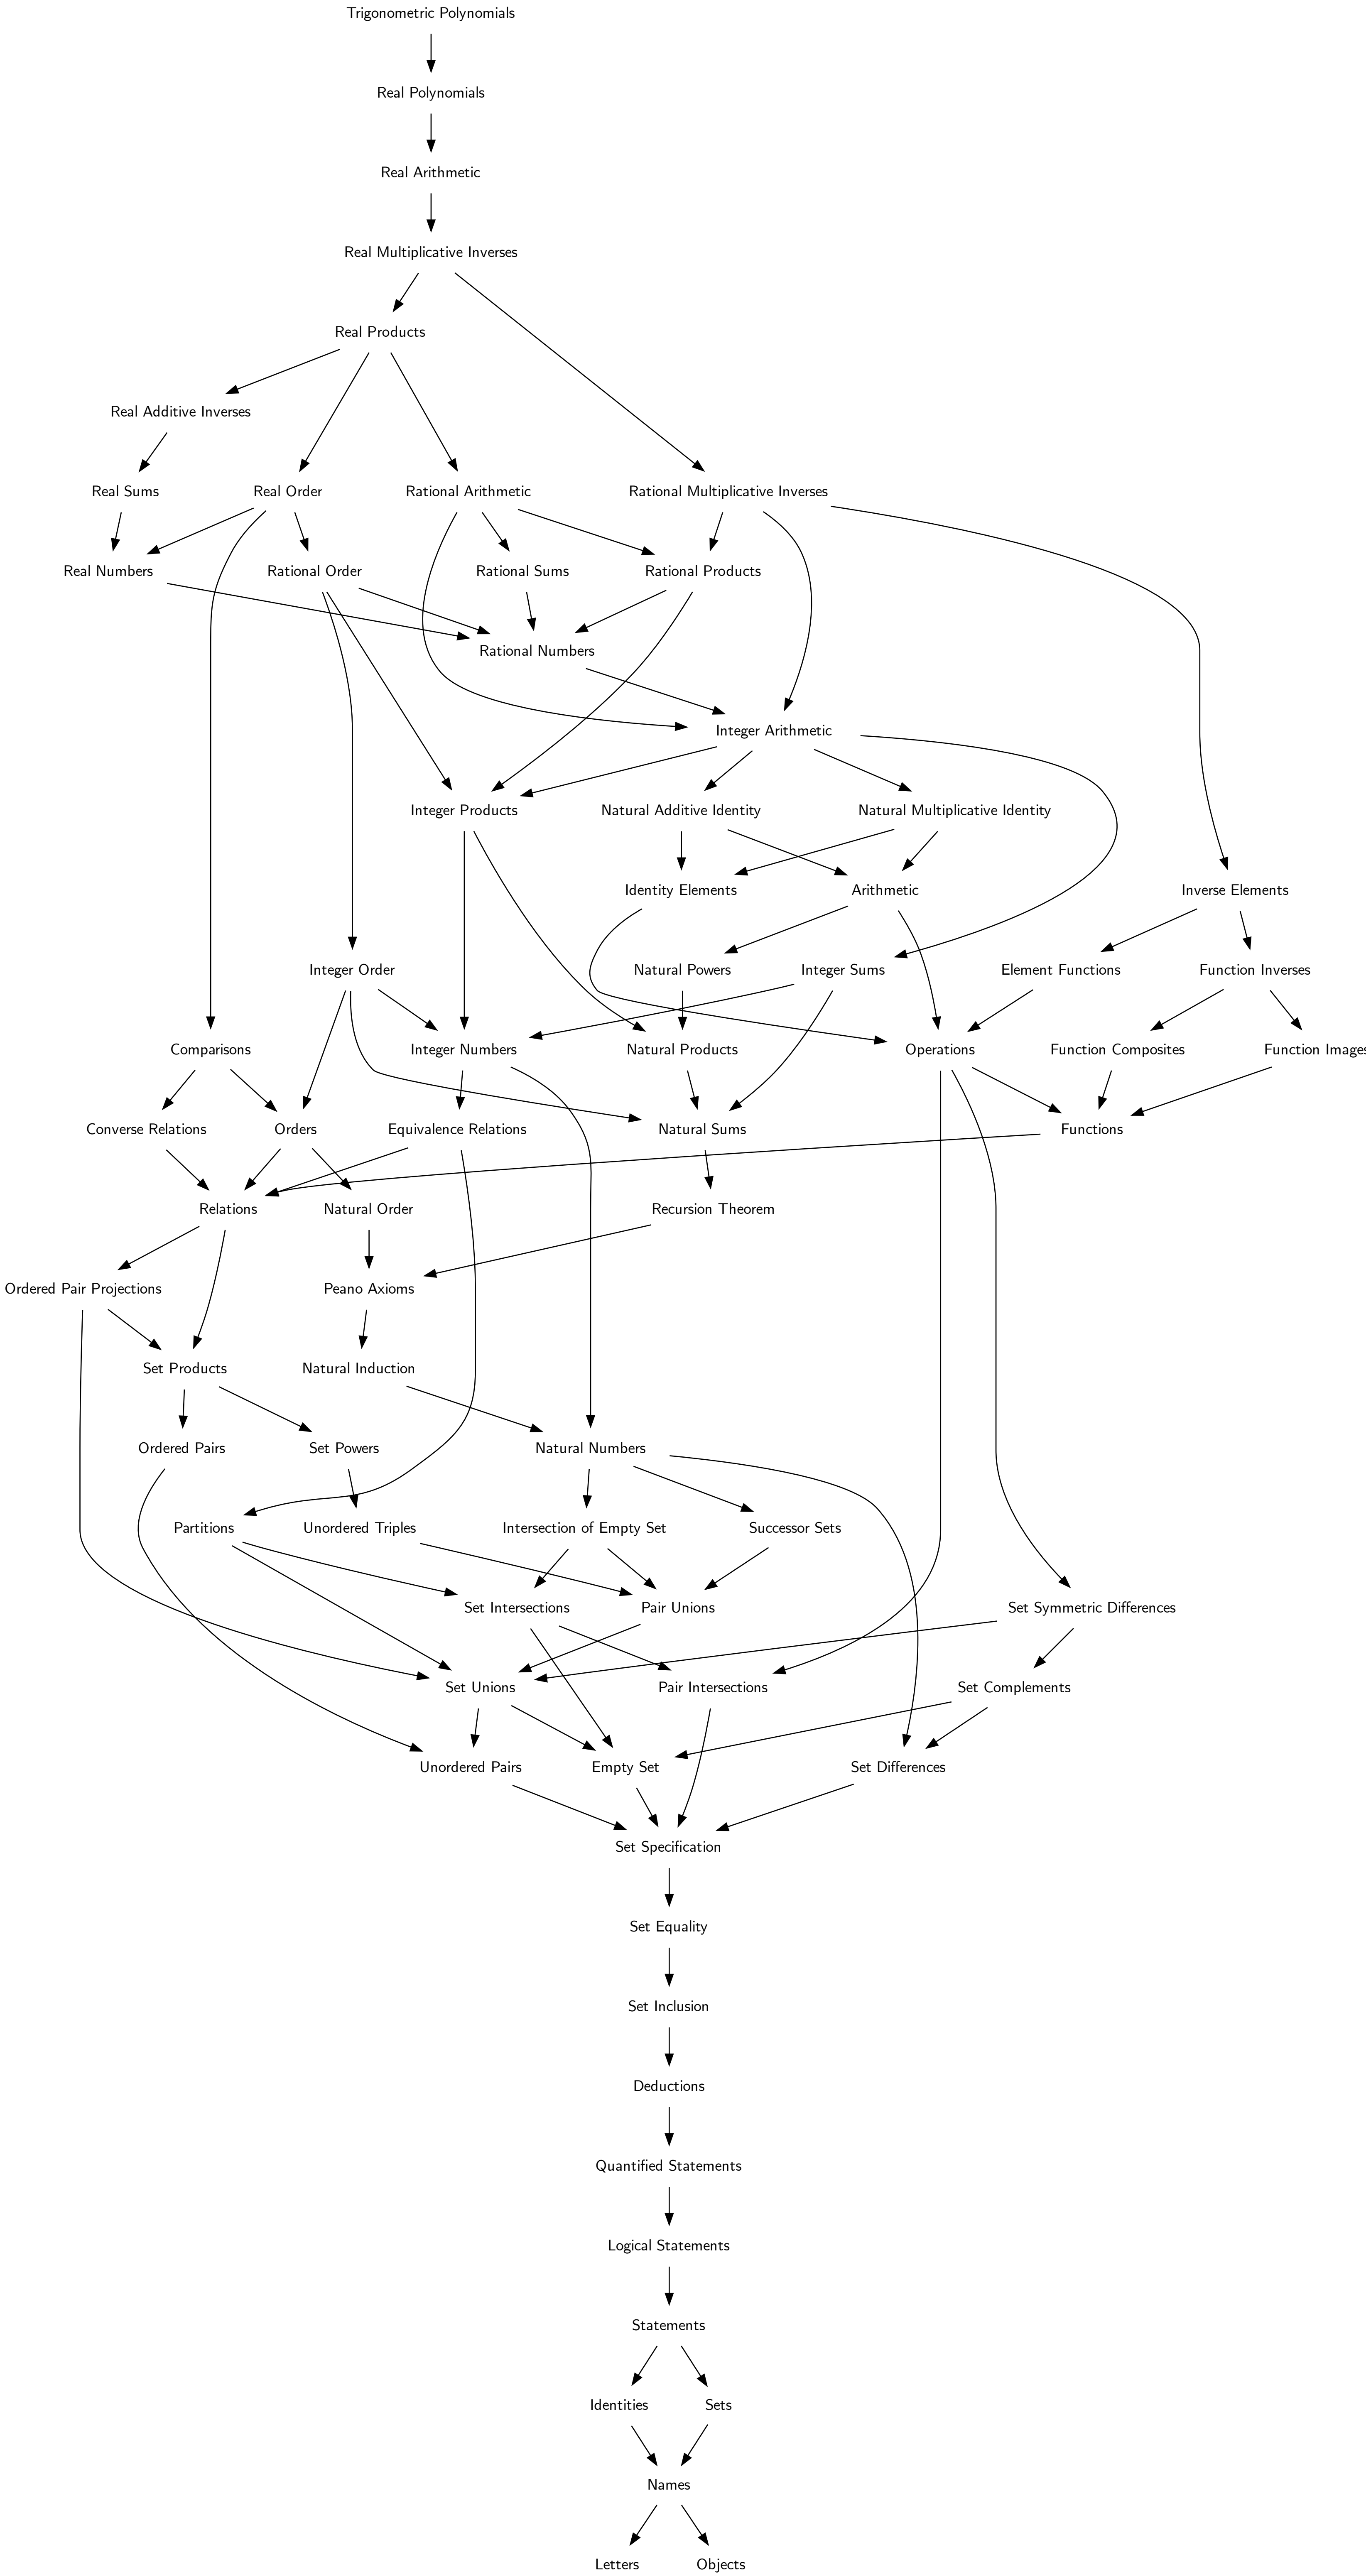 Trigonometric Polynomials
Real Polynomials
Real Arithmetic
Real Multiplicative Inverses
Real Products
Real Additive Inverses
Real Sums
Real Order
Rational Arithmetic
Rational Multiplicative Inverses
Real Numbers
Rational Order
Rational Sums
Rational Products
Rational Numbers
Integer Arithmetic
Integer Products
Natural Additive Identity
Natural Multiplicative Identity
Identity Elements
Arithmetic
Inverse Elements
Integer Order
Natural Powers
Integer Sums
Element Functions
Function Inverses
Comparisons
Integer Numbers
Natural Products
Operations
Function Composites
Function Images
Converse Relations
Orders
Equivalence Relations
Natural Sums
Functions
Relations
Natural Order
Recursion Theorem
Ordered Pair Projections
Peano Axioms
Set Products
Natural Induction
Ordered Pairs
Set Powers
Natural Numbers
Partitions
Unordered Triples
Intersection of Empty Set
Successor Sets
Set Intersections
Pair Unions
Set Symmetric Differences
Set Unions
Pair Intersections
Set Complements
Unordered Pairs
Empty Set
Set Differences
Set Specification
Set Equality
Set Inclusion
Deductions
Quantified Statements
Logical Statements
Statements
Identities
Sets
Names
Letters
Objects